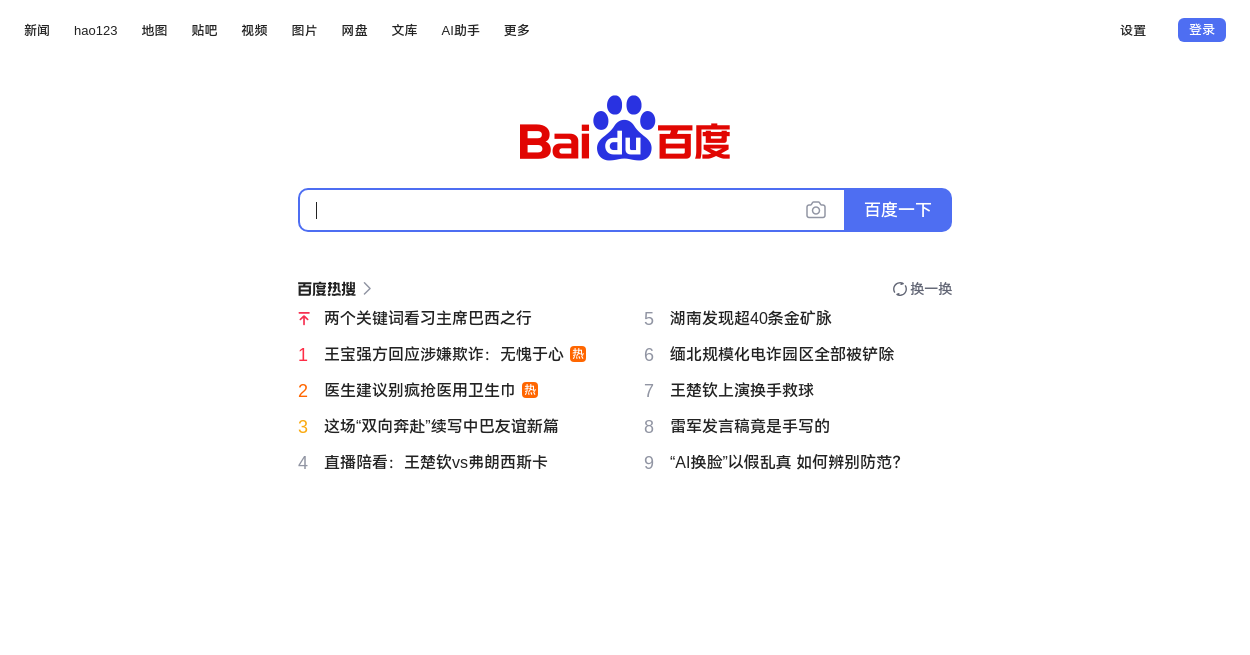 新闻 hao123 地图 贴吧 视频 图片 网盘 文库 AI助手 更多 设置 登录
Bai du 百度
百度一下
百度热搜 换一换
两个关键词看习主席巴西之行
1 王宝强方回应涉嫌欺诈：无愧于心 热
2 医生建议别疯抢医用卫生巾 热
3 这场“双向奔赴”续写中巴友谊新篇
4 直播陪看：王楚钦vs弗朗西斯卡
5 湖南发现超40条金矿脉
6 缅北规模化电诈园区全部被铲除
7 王楚钦上演换手救球
8 雷军发言稿竟是手写的
9 “AI换脸”以假乱真 如何辨别防范？